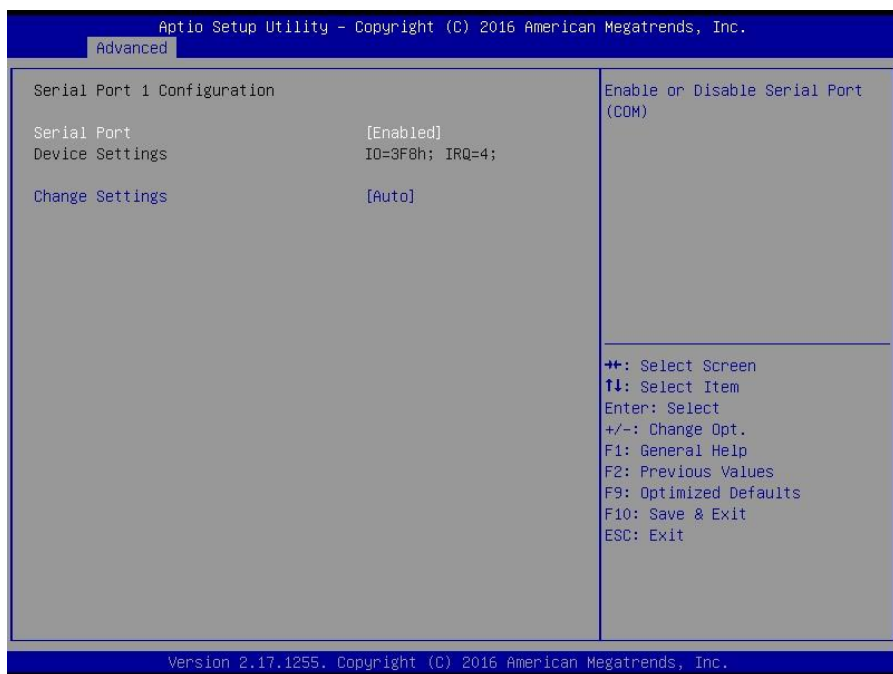 Aptio Setup Utility – Copyright (C) 2016 American Megatrends, Inc.
Advanced
Serial Port 1 Configuration
Serial Port [Enabled]
Device Settings IO=3F8h; IRQ=4;
Change Settings [Auto]
Enable or Disable Serial Port
(COM)
→←: Select Screen
↑↓: Select Item
Enter: Select
+/-: Change Opt.
F1: General Help
F2: Previous Values
F9: Optimized Defaults
F10: Save & Exit
ESC: Exit
Version 2.17.1255. Copyright (C) 2016 American Megatrends, Inc.